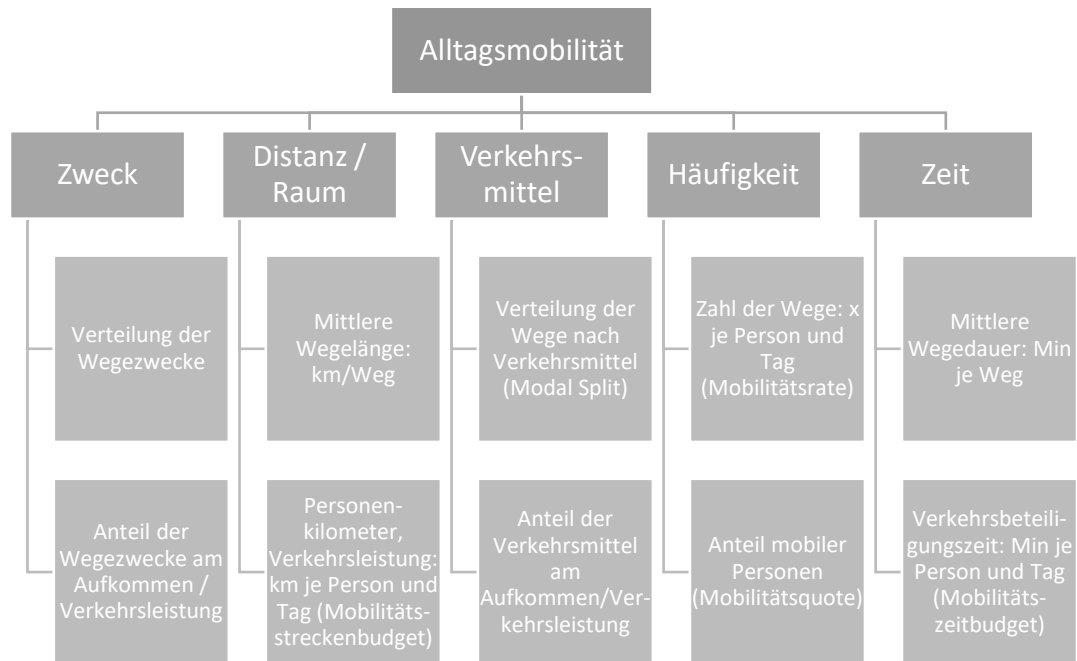 Alltagsmobilität
Zweck
Distanz /
Raum
Verkehrs-
mittel
Häufigkeit
Zeit
Verteilung der
Wegezwecke
Mittlere
Wegelänge:
km/Weg
Verteilung der
Wege nach
Verkehrsmittel
(Modal Split)
Zahl der Wege: x
je Person und
Tag
(Mobilitätsrate)
Mittlere
Wegedauer: Min
je Weg
Anteil der
Wegezwecke am
Aufkommen /
Verkehrsleistung
Personen-
kilometer,
Verkehrsleistung:
km je Person und
Tag (Mobilitäts-
streckenbudget)
Anteil der
Verkehrsmittel
am
Aufkommen/Ver-
kehrsleistung
Anteil mobiler
Personen
(Mobilitätsquote)
Verkehrsbeteili-
gungszeit: Min je
Person und Tag
(Mobilitäts-
zeitbudget)